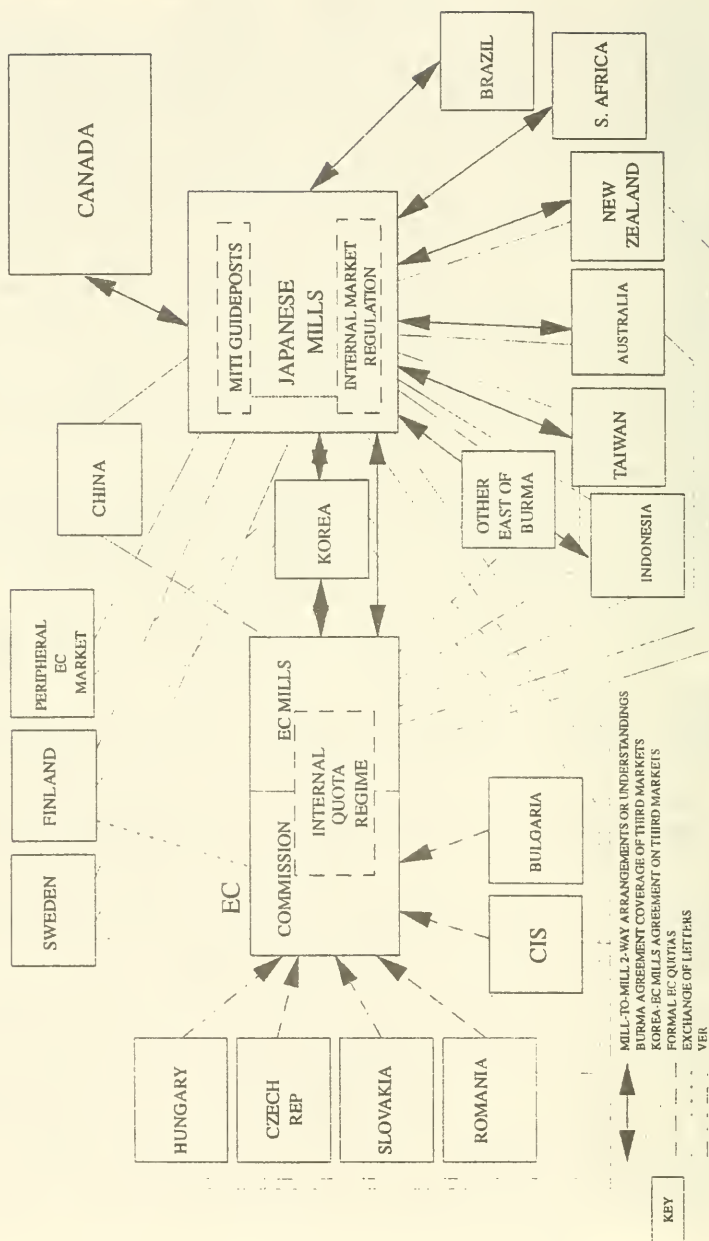 CANADA
BRAZIL
S. AFRICA
NEW
ZEALAND
AUSTRALIA
TAIWAN
INDONESIA
OTHER
EAST OF
BURMA
MITI GUIDEPOSTS
JAPANESE
MILLS
INTERNAL MARKET
REGULATION
CHINA
KOREA
PERIPHERAL
EC
MARKET
FINLAND
SWEDEN
EC
COMMISSION
EC MILLS
INTERNAL
QUOTA
REGIME
HUNGARY
CZECH
REP
SLOVAKIA
ROMANIA
CIS
BULGARIA
KEY
MILL-TO-MILL 2-WAY ARRANGEMENTS OR UNDERSTANDINGS
BURMA AGREEMENT COVERAGE OF THIRD MARKETS
KOREA-EC MILLS AGREEMENT ON THIRD MARKETS
FORMAL EC QUOTAS
EXCHANGE OF LETTERS
VER